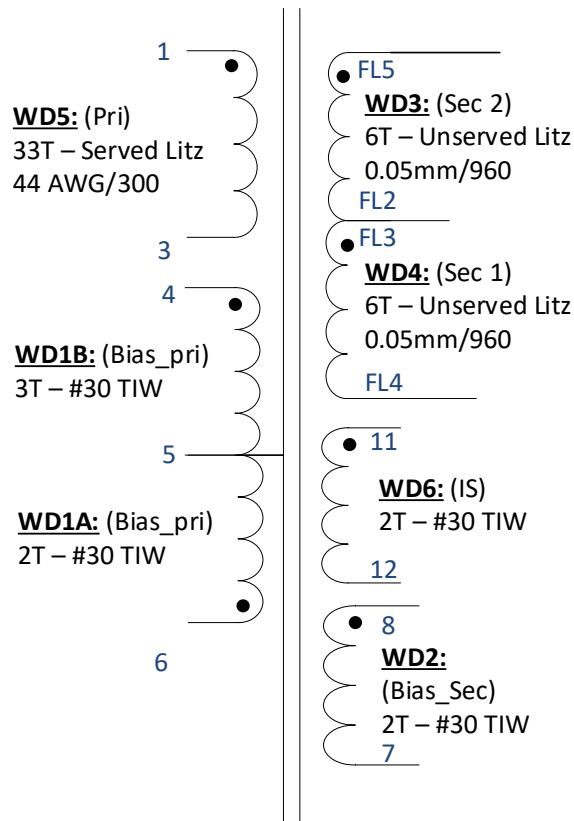 1
WD5: (Pri)
33T – Served Litz
44 AWG/300
3
4
WD1B: (Bias_pri)
3T – #30 TIW
5
WD1A: (Bias_pri)
2T – #30 TIW
6
FL5
WD3: (Sec 2)
6T – Unserved Litz
0.05mm/960
FL2
FL3
WD4: (Sec 1)
6T – Unserved Litz
0.05mm/960
FL4
11
WD6: (IS)
2T – #30 TIW
12
8
WD2:
(Bias_Sec)
2T – #30 TIW
7